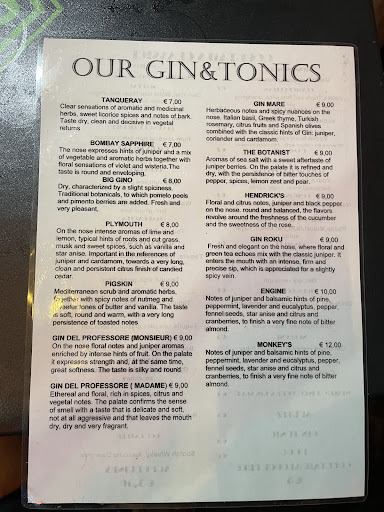 OUR GIN&TONICS
TANQUERAY € 7,00
Clear sensations of aromatic and medicinal
herbs, sweet licorice spices and notes of bark.
Taste dry, clean and decisive in vegetal
returns
BOMBAY SAPPHIRE € 7,00
The nose expresses hints of juniper and a mix
of vegetable and aromatic herbs together with
floral sensations of violet and wisteria.The
taste is round and enveloping.
BIG GINO € 8,00
Dry, characterized by a slight spiciness.
Traditional botanicals, to which pomelo peels
and pimento berries are added. Fresh and
very pleasant,
PLYMOUTH € 8,00
On the nose intense aromas of lime and
lemon, typical hints of roots and cut grass,
musk and sweet spices, such as vanilla and
star anise. Important in the references of
juniper and cardamom, towards a very long,
clean and persistent citrus finish of candied
cedar.
PIGSKIN € 9,00
Mediterranean scrub and aromatic herbs,
together with spicy notes of nutmeg and
sweeter tones of butter and vanilla. The taste
is soft, round and warm, with a very long
persistence of toasted notes
GIN DEL PROFESSORE (MONSIEUR) € 9,00
On the nose floral notes and juniper aromas
enriched by intense hints of fruit. On the palate
it expresses strength and, at the same time,
great softness. The taste is silky and round
GIN DEL PROFESSORE ( MADAME) € 9,00
Ethereal and floral, rich in spices, citrus and
vegetal notes. The palate confirms the sense
of smell with a taste that is delicate and soft,
not at all aggressive and that leaves the mouth
dry, dry and very fragrant.
GIN MARE € 9,00
Herbaceous notes and spicy nuances on the
nose. Italian basil, Greek thyme, Turkish
rosemary, citrus fruits and Spanish olives
combined with the classic hints of Gin: juniper,
coriander and cardamom.
THE BOTANIST € 9,00
Aromas of sea salt with a sweet aftertaste of
juniper berries. On the palate it is refined and
dry, with the persistence of bitter touches of
pepper, spices, lemon zest and pear.
HENDRICK'S € 9,00
Floral and citrus notes, juniper and black pepper
on the nose. round and balanced, the flavors
revolve around the freshness of the cucumber
and the sweetness of the rose.
GIN ROKU € 9,00
Fresh and elegant on the nose, where floral and
green tea echoes mix with the classic juniper. It
enters the mouth with an intense, firm and
precise sip, which is appreciated for a slightly
spicy vein.
ENGINE € 10,00
Notes of juniper and balsamic hints of pine,
peppermint, lavender and eucalyptus, pepper,
fennel seeds, star anise and citrus and
cranberries, to finish a very fine note of bitter
almond.
MONKEY'S € 12,00
Notes of juniper and balsamic hints of pine,
peppermint, lavender and eucalyptus, pepper,
fennel seeds, star anise and citrus and
cranberries, to finish a very fine note of bitter
almond.